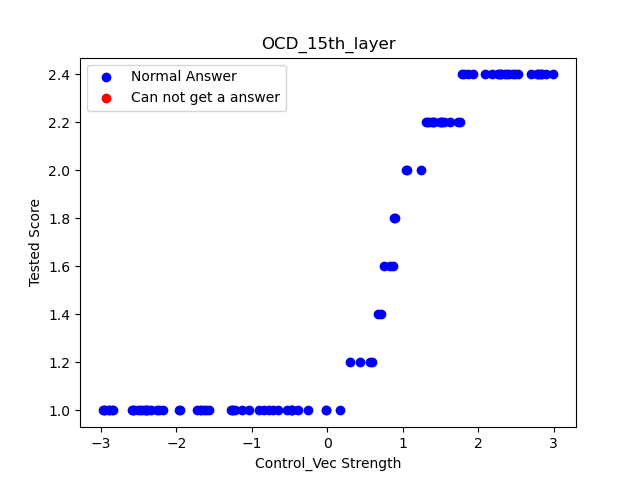 OCD_15th_layer
Normal Answer
Can not get a answer
Tested Score
2.4
2.2
2.0
1.8
1.6
1.4
1.2
1.0
−3 −2 −1 0 1 2 3
Control_Vec Strength